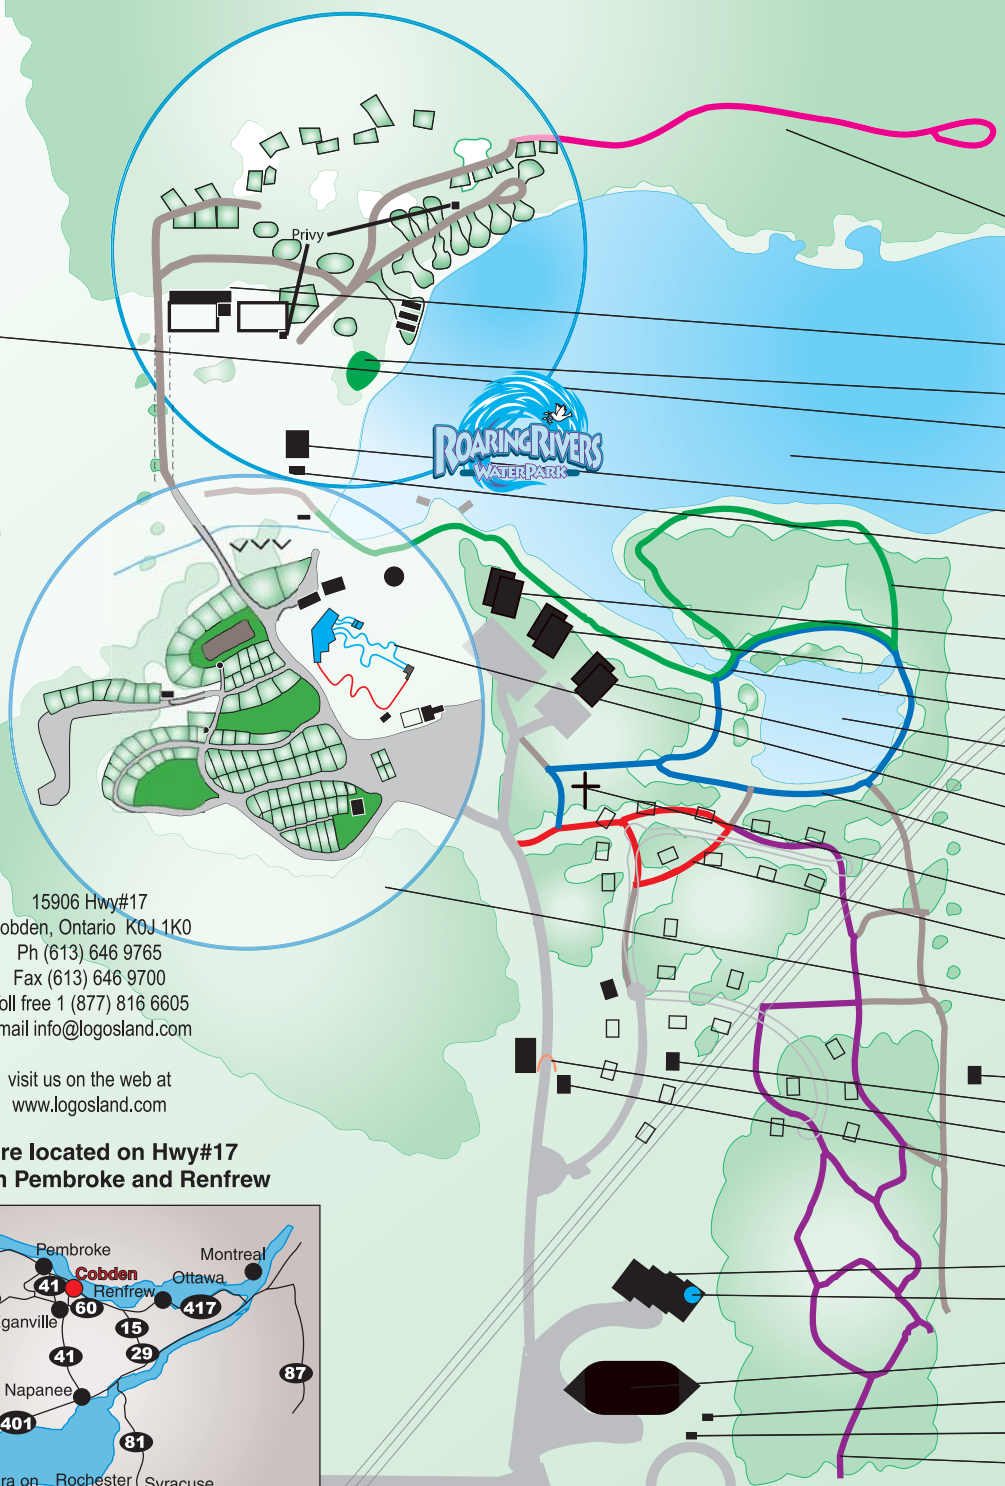 Privy
ROARING RIVERS
WATERPARK
15906 Hwy#17
obden, Ontario K0J 1K0
Ph (613) 646 9765
Fax (613) 646 9700
oll free 1 (877) 816 6605
mail info@logosland.com
visit us on the web at
www.logosland.com
re located on Hwy#17
n Pembroke and Renfrew
Pembroke
Montreal
Cobden
Ottawa
41
Renfrew
60
417
ganville
15
29
41
87
Napanee
401
81
ra on
Rochester
Syracuse